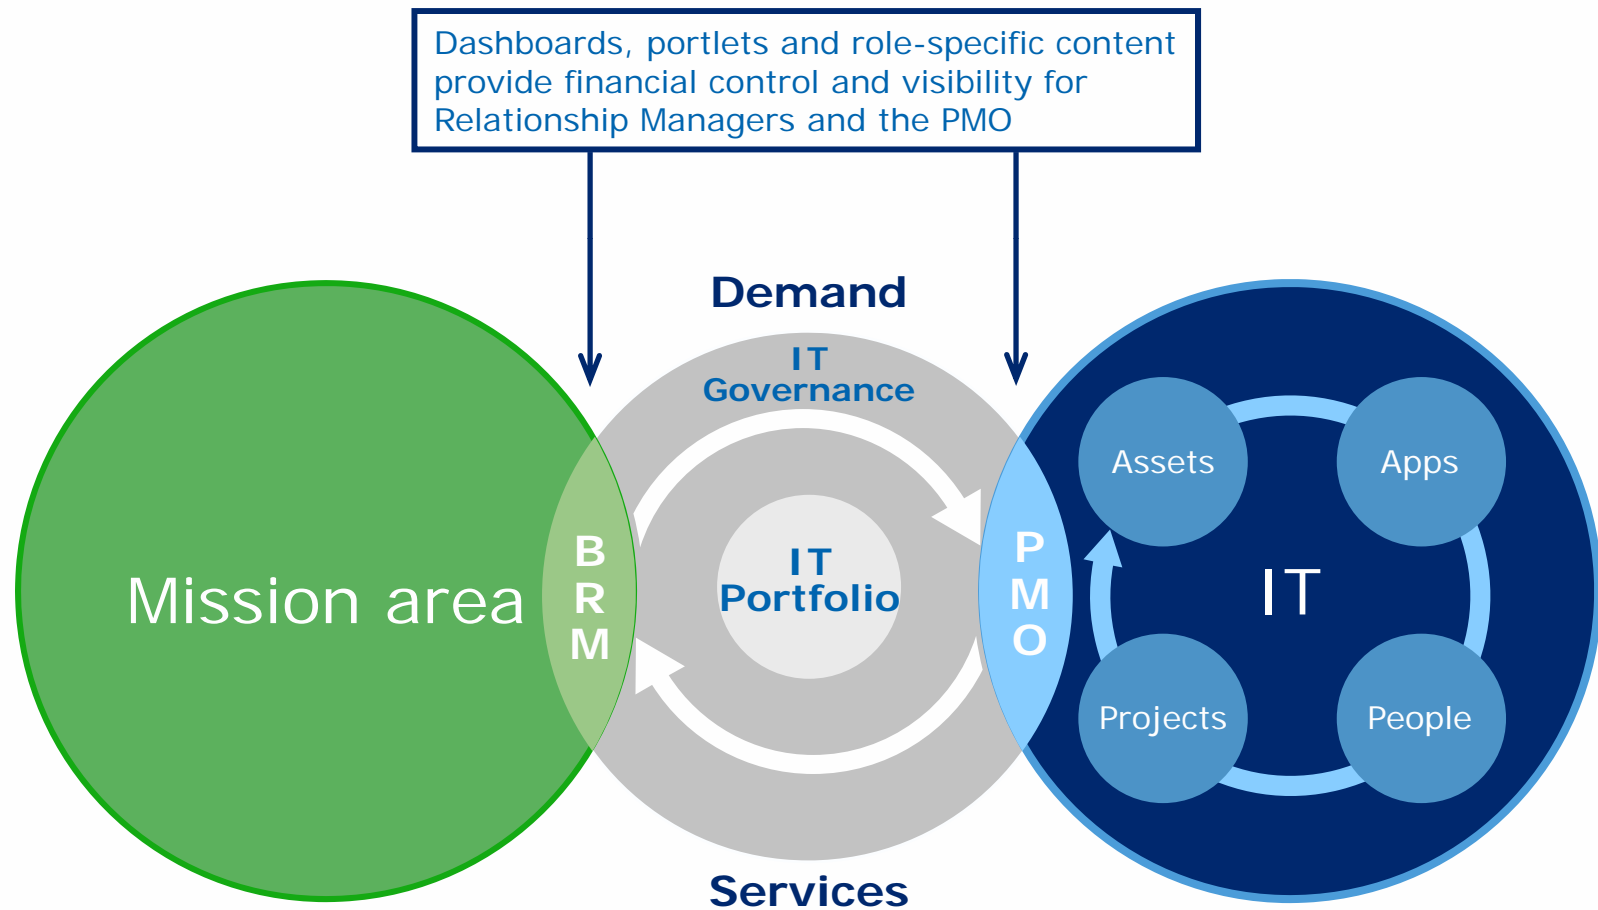 Dashboards, portlets and role-specific content
provide financial control and visibility for
Relationship Managers and the PMO
Demand
IT
Governance
Mission area
B
R
M
IT
Portfolio
P
M
O
Assets
Apps
IT
Projects
People
Services